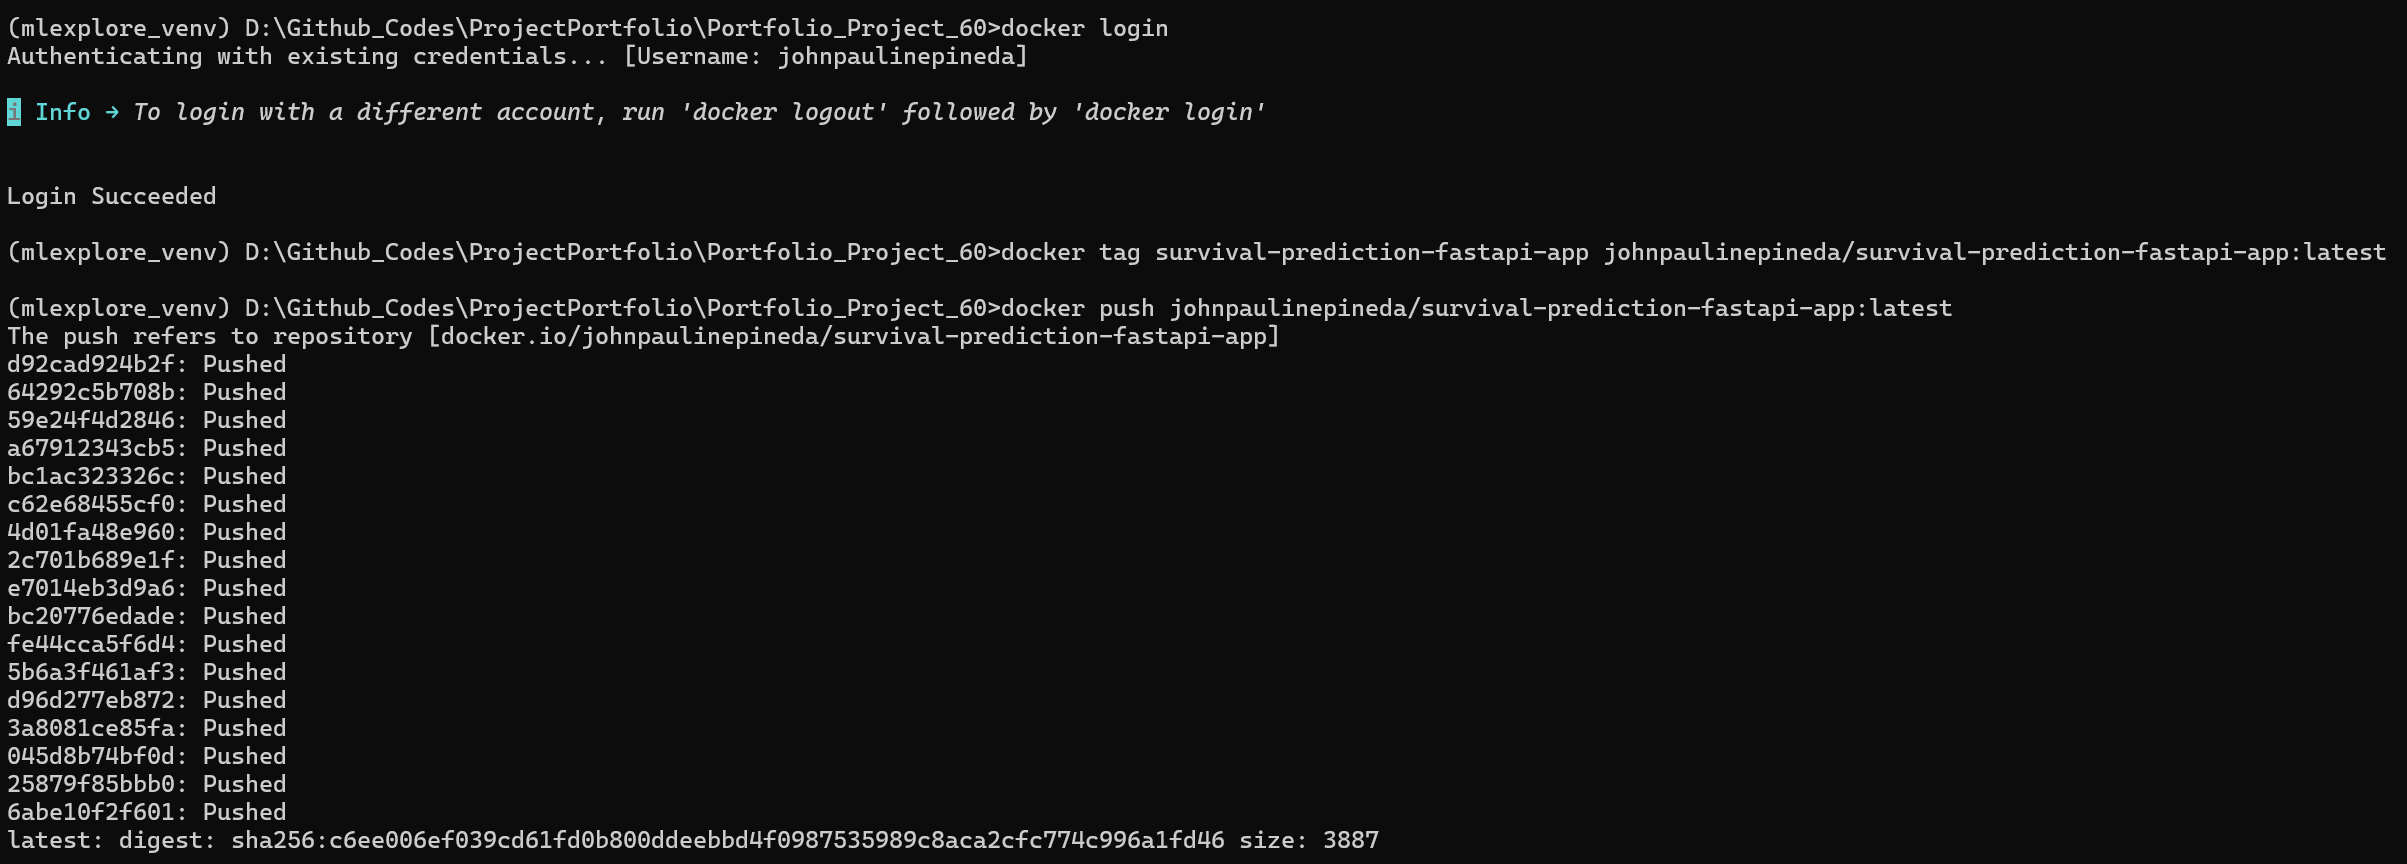 (mlexplore_venv) D:\Github_Codes\ProjectPortfolio\Portfolio_Project_60>docker login
Authenticating with existing credentials... [Username: johnpaulinepineda]
i Info → To login with a different account, run 'docker logout' followed by 'docker login'
Login Succeeded
(mlexplore_venv) D:\Github_Codes\ProjectPortfolio\Portfolio_Project_60>docker tag survival-prediction-fastapi-app johnpaulinepineda/survival-prediction-fastapi-app:latest
(mlexplore_venv) D:\Github_Codes\ProjectPortfolio\Portfolio_Project_60>docker push johnpaulinepineda/survival-prediction-fastapi-app:latest
The push refers to repository [docker.io/johnpaulinepineda/survival-prediction-fastapi-app]
d92cad924b2f: Pushed
64292c5b708b: Pushed
59e24f4d2846: Pushed
a67912343cb5: Pushed
bc1ac323326c: Pushed
c62e68455cf0: Pushed
4d01fa48e960: Pushed
2c701b689e1f: Pushed
e7014eb3d9a6: Pushed
bc20776edade: Pushed
fe44cca5f6d4: Pushed
5b6a3f461af3: Pushed
d96d277eb872: Pushed
3a8081ce85fa: Pushed
045d8b74bf0d: Pushed
25879f85bbb0: Pushed
6abe10f2f601: Pushed
latest: digest: sha256:c6ee006ef039cd61fd0b800ddeebbd4f0987535989c8aca2cfc774c996a1fd46 size: 3887